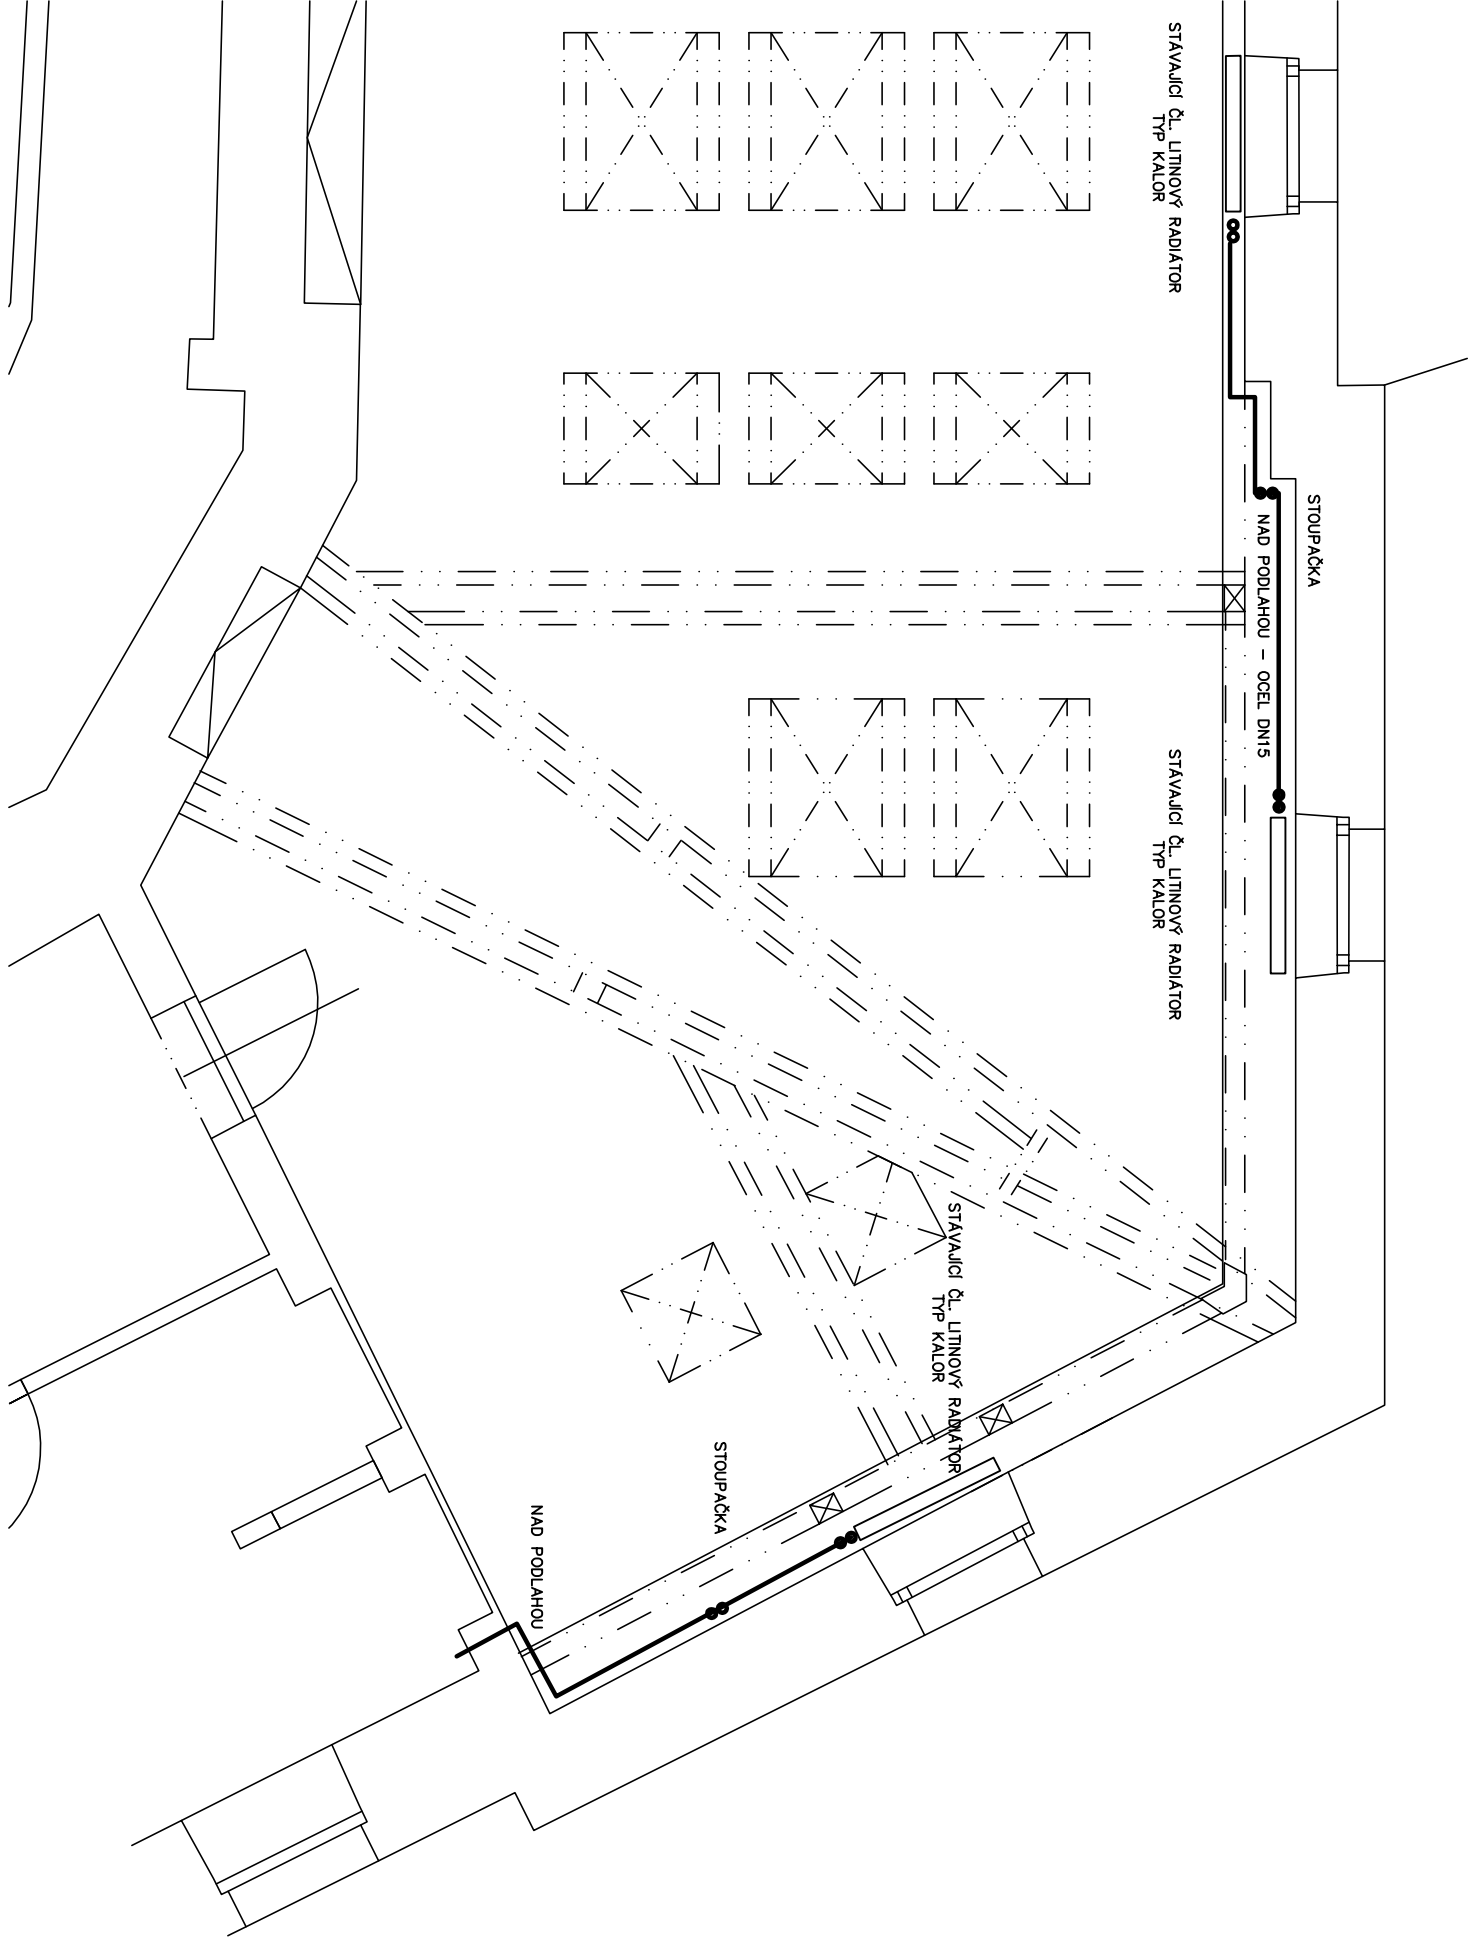 STÁVAJÍCÍ ČL. LITINOVÝ RADIÁTOR
TYP KALOR
STOUPAČKA
NAD PODLAHOU – OCEL DN15
STÁVAJÍCÍ ČL. LITINOVÝ RADIÁTOR
TYP KALOR
STÁVAJÍCÍ ČL. LITINOVÝ RADIÁTOR
TYP KALOR
STOUPAČKA
NAD PODLAHOU